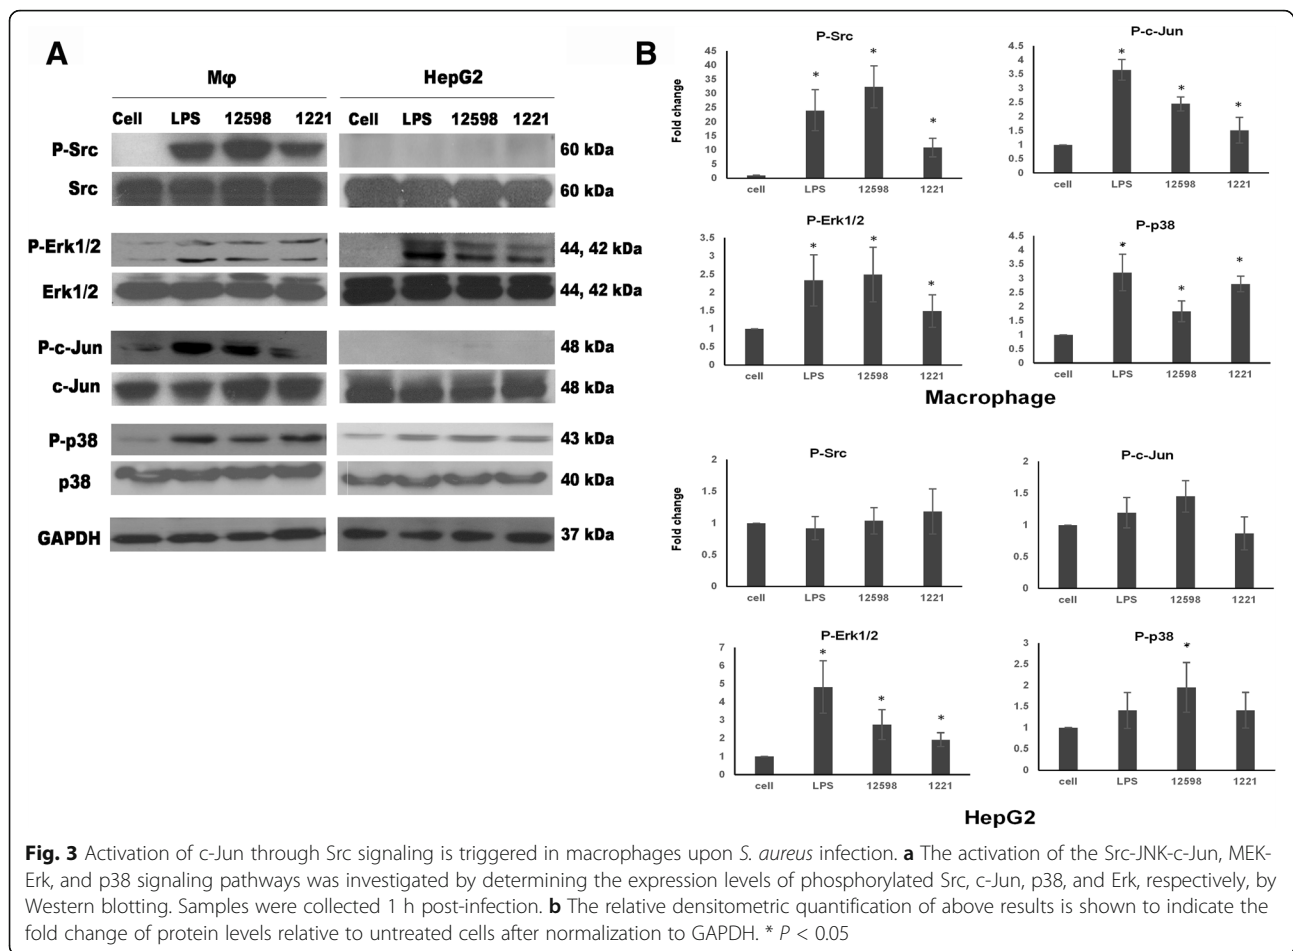 A
Mφ HepG2
Cell LPS 12598 1221 Cell LPS 12598 1221
P-Src 60 kDa
Src 60 kDa
P-Erk1/2 44, 42 kDa
Erk1/2 44, 42 kDa
P-c-Jun 48 kDa
c-Jun 48 kDa
P-p38 43 kDa
p38 40 kDa
GAPDH 37 kDa
B
P-Src
Fold change
45
40
35
30
25
20
15
10
5
0
* * *
cell LPS 12598 1221
P-c-Jun
4.5
4
3.5
3
2.5
2
1.5
1
0.5
0
* * *
cell LPS 12598 1221
P-Erk1/2
3.5
3
2.5
2
1.5
1
0.5
0
* * *
cell LPS 12598 1221
P-p38
4.5
4
3.5
3
2.5
2
1.5
1
0.5
0
* * *
cell LPS 12598 1221
Macrophage
P-Src
Fold change
2
1.5
1
0.5
0
cell LPS 12598 1221
P-c-Jun
2
1.5
1
0.5
0
cell LPS 12598 1221
P-Erk1/2
7
6
5
4
3
2
1
0
* * *
cell LPS 12598 1221
P-p38
3
2.5
2
1.5
1
0.5
0
*
cell LPS 12598 1221
HepG2
Fig. 3 Activation of c-Jun through Src signaling is triggered in macrophages upon S. aureus infection. a The activation of the Src-JNK-c-Jun, MEK-
Erk, and p38 signaling pathways was investigated by determining the expression levels of phosphorylated Src, c-Jun, p38, and Erk, respectively, by
Western blotting. Samples were collected 1 h post-infection. b The relative densitometric quantification of above results is shown to indicate the
fold change of protein levels relative to untreated cells after normalization to GAPDH. * P < 0.05